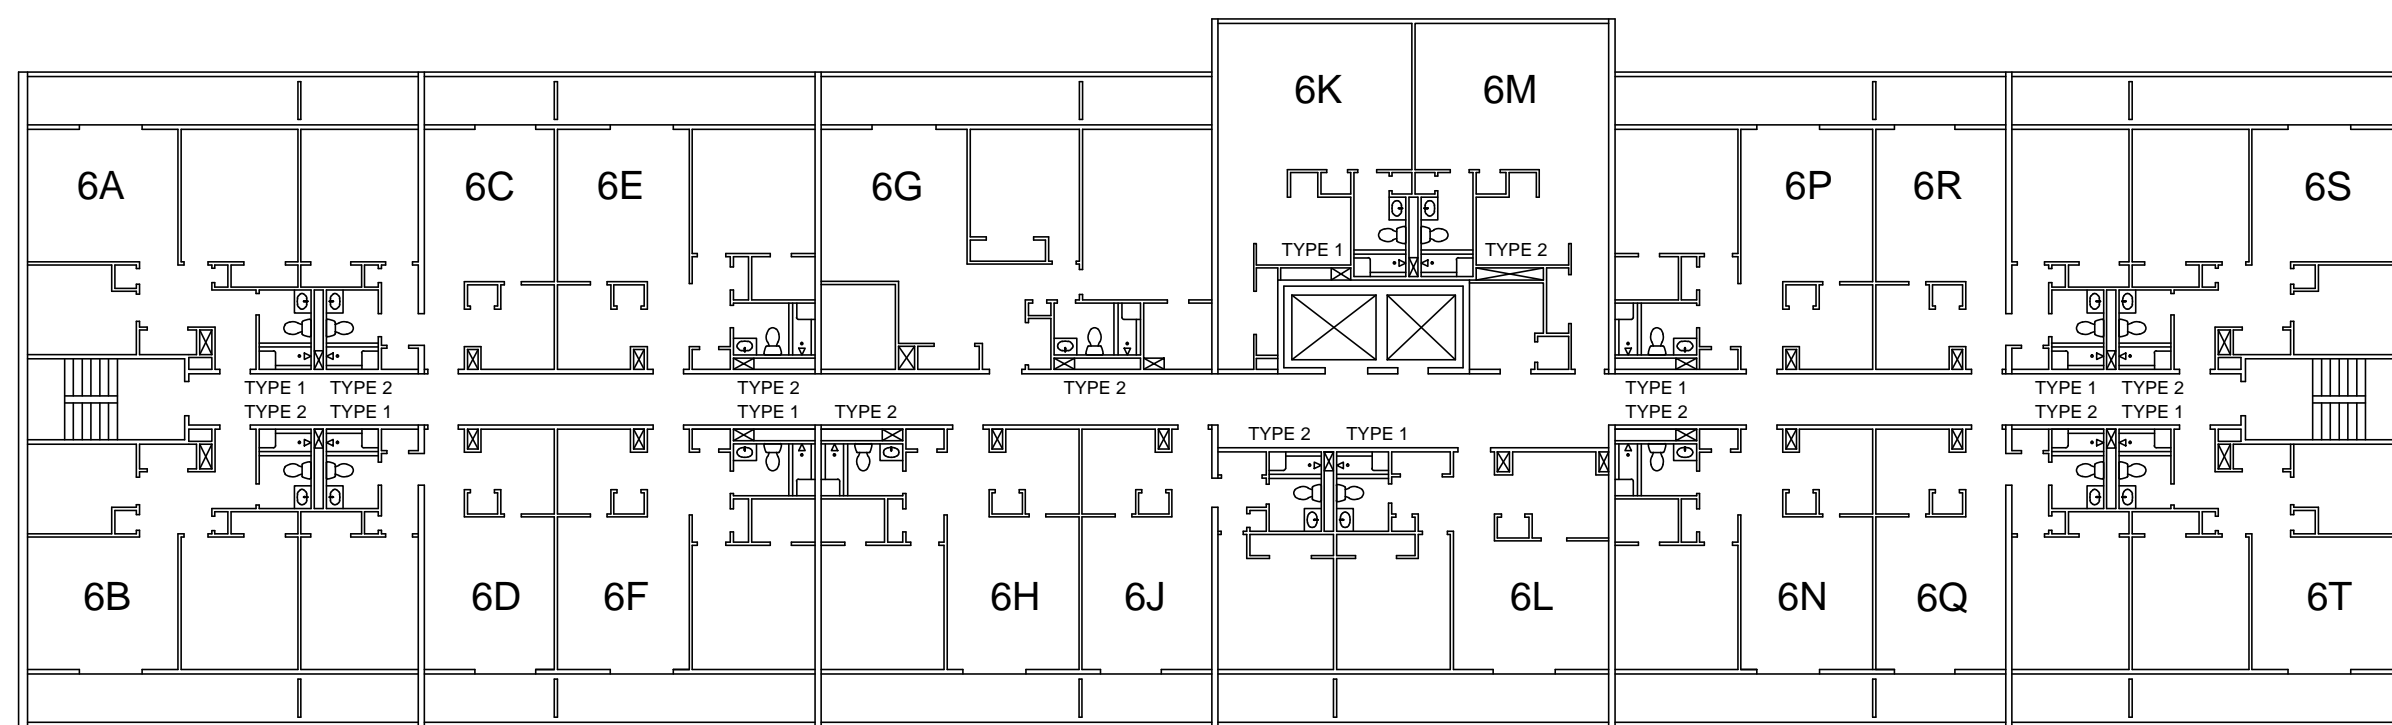 6K 6M
6A 6C 6E 6G 6P 6R 6S
TYPE 1 TYPE 2
TYPE 1 TYPE 2 TYPE 2 TYPE 2 TYPE 1 TYPE 1 TYPE 2
TYPE 2 TYPE 1 TYPE 1 TYPE 2 TYPE 2 TYPE 2 TYPE 1
TYPE 2 TYPE 1
6B 6D 6F 6H 6J 6L 6N 6Q 6T